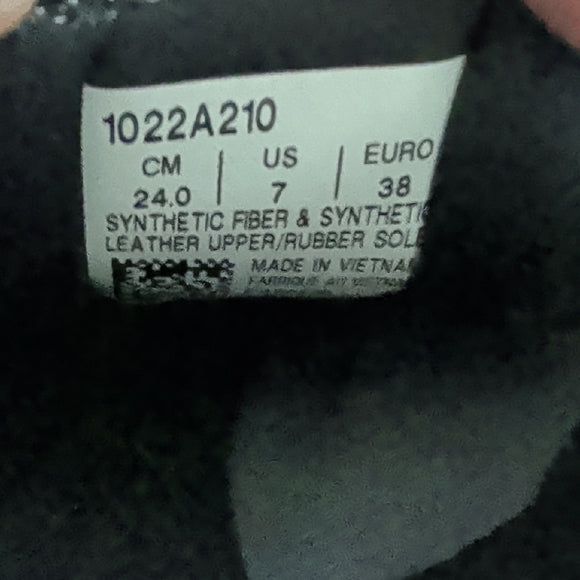 1022A210
CM | US | EURO
24.0 | 7 | 38
SYNTHETIC FIBER & SYNTHETIC
LEATHER UPPER/RUBBER SOLE
MADE IN VIETNAM